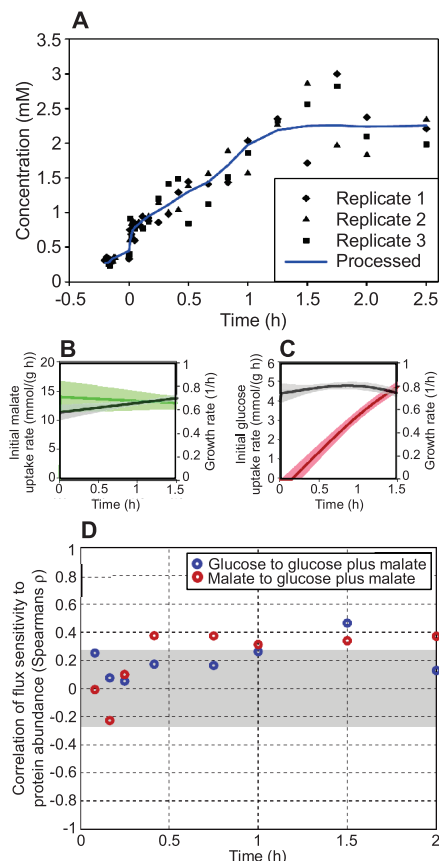 A
Concentration (mM)
3.5
3
2.5
2
1.5
1
0.5
0
-0.5
0
0.5
1
1.5
2.0
2.5
Time (h)
Replicate 1
Replicate 2
Replicate 3
Processed
B
Initial malate
uptake rate (mmol/(g h))
20
15
10
5
0
1
0.8
0.6
0.4
0.2
0
Growth rate (1/h)
0
0.5
1
1.5
Time (h)
C
Initial glucose
uptake rate (mmol/(g h))
6
5
4
3
2
1
0
1
0.8
0.6
0.4
0.2
0
Growth rate (1/h)
0
0.5
1
1.5
Time (h)
D
Correlation of flux sensitivity to
protein abundance (Spearmans ρ)
1
0.8
0.6
0.4
0.2
0
-0.2
-0.4
-0.6
-0.8
-1
Glucose to glucose plus malate
Malate to glucose plus malate
0
0.5
1
1.5
2
Time (h)